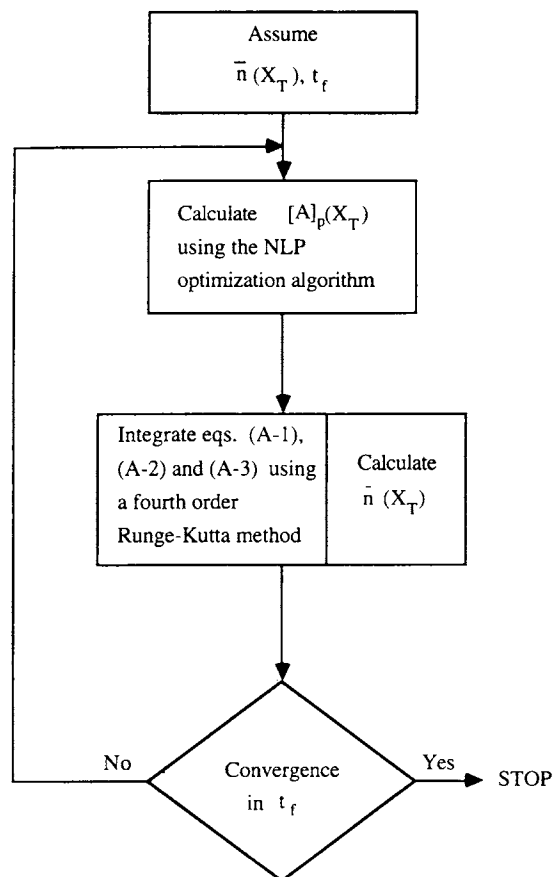 Assume
n̄ (X_T), t_f
Calculate [A]_p(X_T)
using the NLP
optimization algorithm
Integrate eqs. (A-1),
(A-2) and (A-3) using
a fourth order
Runge-Kutta method
Calculate
n̄ (X_T)
No
Convergence
in t_f
Yes
STOP